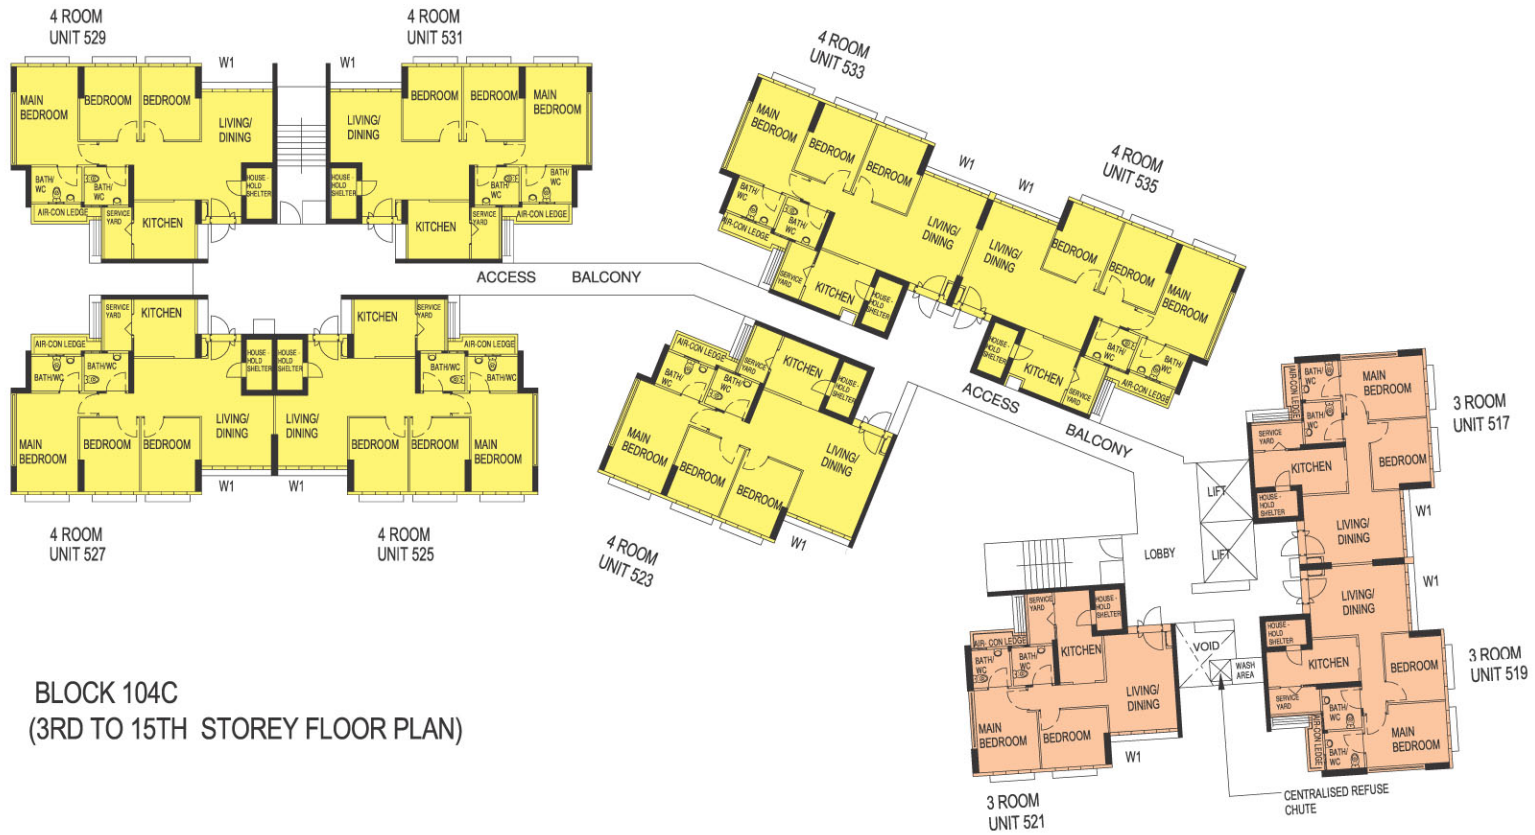 4 ROOM
UNIT 529
4 ROOM
UNIT 531
W1
W1
MAIN
BEDROOM
BEDROOM
BEDROOM
LIVING/
DINING
HOUSE -
HOLD
SHELTER
BATH/
WC
BATH/
WC
AIR-CON LEDGE
SERVICE
YARD
KITCHEN
LIVING/
DINING
BEDROOM
BEDROOM
MAIN
BEDROOM
HOUSE -
HOLD
SHELTER
BATH/
WC
BATH/
WC
KITCHEN
SERVICE
YARD
AIR-CON LEDGE
4 ROOM
UNIT 533
MAIN
BEDROOM
BEDROOM
BEDROOM
W1
BATH/
WC
BATH/
WC
AIR-CON LEDGE
LIVING/
DINING
SERVICE
YARD
KITCHEN
HOUSE -
HOLD
SHELTER
4 ROOM
UNIT 535
W1
LIVING/
DINING
BEDROOM
BEDROOM
MAIN
BEDROOM
HOUSE -
HOLD
SHELTER
KITCHEN
BATH/
WC
BATH/
WC
SERVICE
YARD
AIR-CON LEDGE
ACCESS BALCONY
SERVICE
YARD
KITCHEN
AIR-CON LEDGE
BATH/WC
BATH/WC
HOUSE -
HOLD
SHELTER
LIVING/
DINING
MAIN
BEDROOM
BEDROOM
BEDROOM
W1
4 ROOM
UNIT 527
KITCHEN
SERVICE
YARD
AIR-CON LEDGE
HOUSE -
HOLD
SHELTER
BATH/WC
BATH/WC
LIVING/
DINING
BEDROOM
BEDROOM
MAIN
BEDROOM
W1
4 ROOM
UNIT 525
AIR-CON LEDGE
SERVICE
YARD
KITCHEN
HOUSE -
HOLD
SHELTER
BATH/
WC
BATH/
WC
MAIN
BEDROOM
BEDROOM
BEDROOM
LIVING/
DINING
W1
4 ROOM
UNIT 523
ACCESS
BALCONY
LIFT
LIFT
LOBBY
AIR-CON LEDGE
BATH/
WC
BATH/
WC
MAIN
BEDROOM
SERVICE
YARD
KITCHEN
BEDROOM
HOUSE -
HOLD
SHELTER
LIVING/
DINING
W1
3 ROOM
UNIT 517
LIVING/
DINING
W1
HOUSE -
HOLD
SHELTER
KITCHEN
BEDROOM
SERVICE
YARD
BATH/
WC
BATH/
WC
AIR-CON LEDGE
MAIN
BEDROOM
3 ROOM
UNIT 519
SERVICE
YARD
HOUSE -
HOLD
SHELTER
AIR- CON LEDGE
BATH/
WC
BATH/
WC
KITCHEN
LIVING/
DINING
MAIN
BEDROOM
BEDROOM
W1
3 ROOM
UNIT 521
VOID
WASH
AREA
CENTRALISED REFUSE
CHUTE
BLOCK 104C
(3RD TO 15TH STOREY FLOOR PLAN)